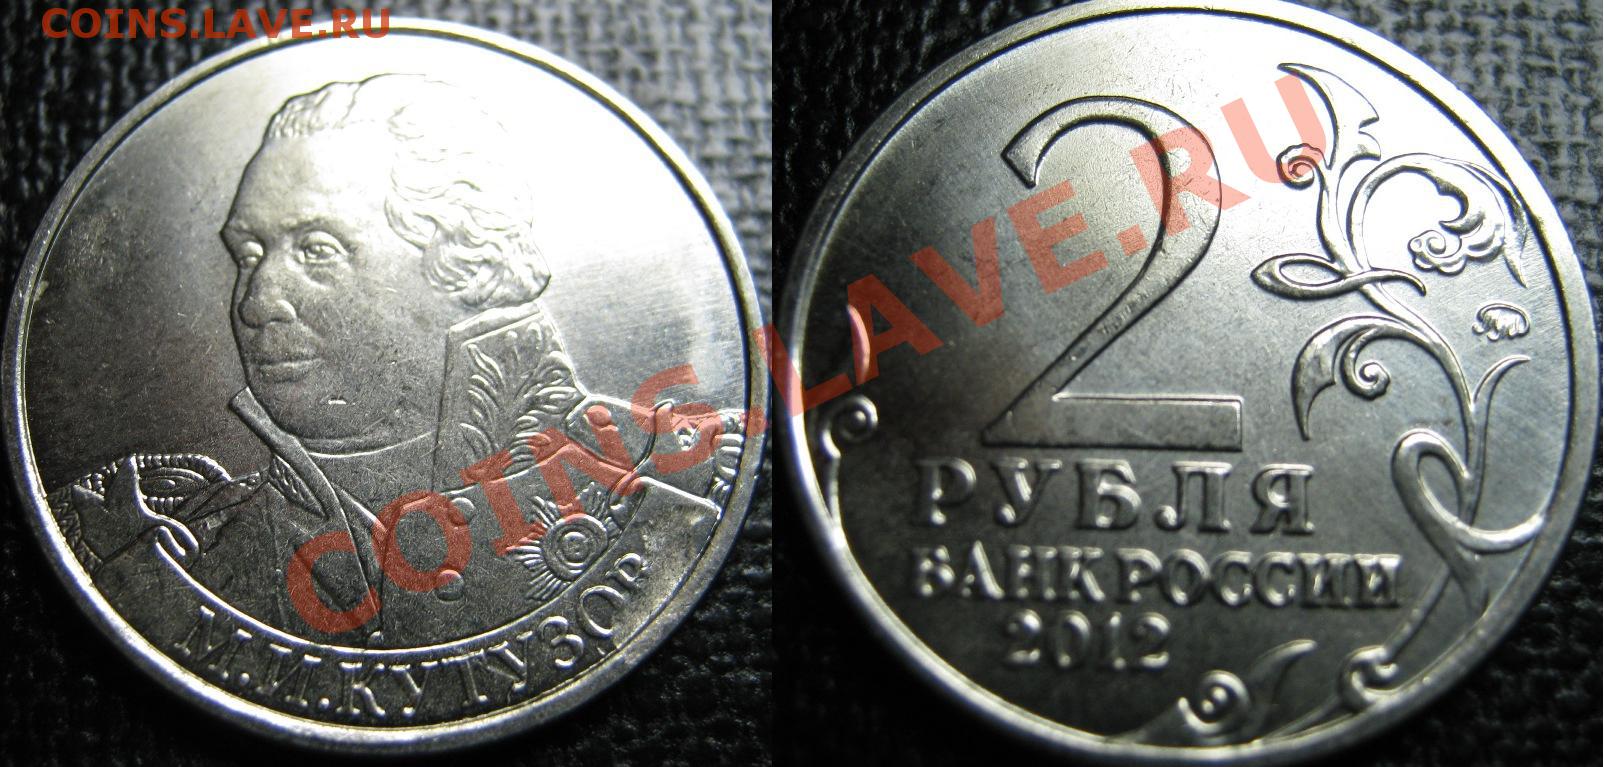 COINS.LAVE.RU
М.И.КУТУЗОВ
2
РУБЛЯ
БАНК РОССИИ
2012
COINS.LAVE.RU